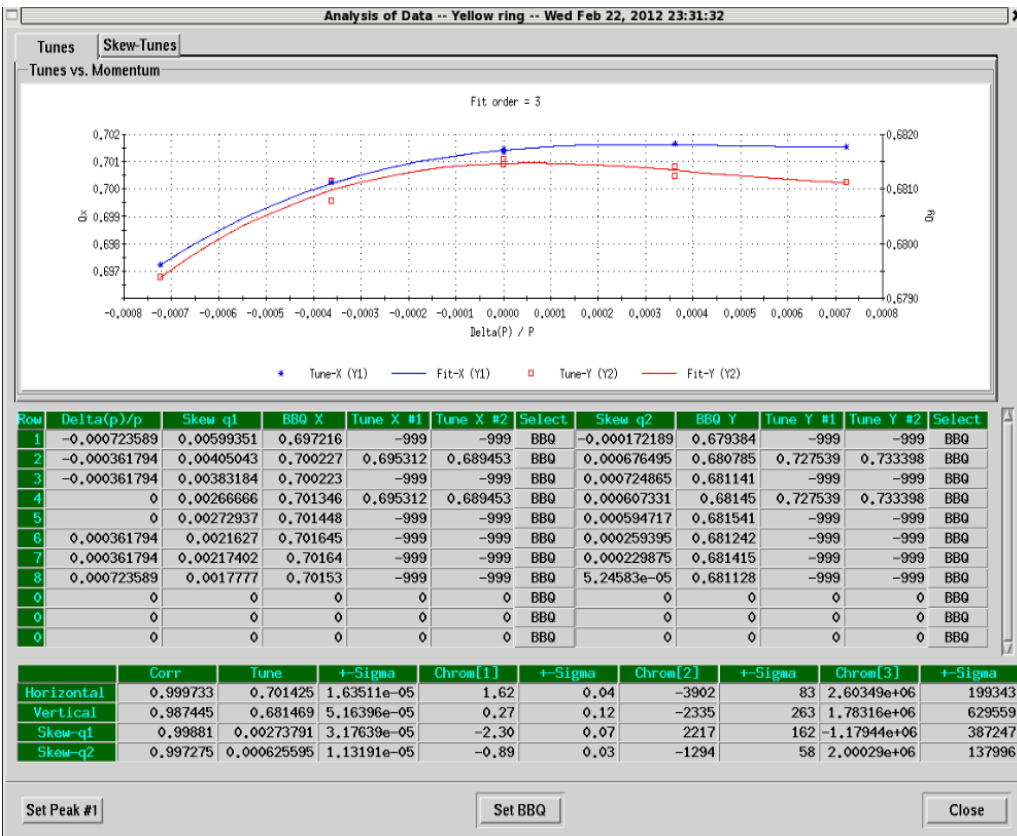 Analysis of Data -- Yellow ring -- Wed Feb 22, 2012 23:31:32
Tunes Skew-Tunes
Tunes vs. Momentum
Fit order = 3
0.702 0.6820
0.701
0.700 0.6810
0.699
0.698 0.6800
0.697
0.6790
Qx
Qy
-0.0008 -0.0007 -0.0006 -0.0005 -0.0004 -0.0003 -0.0002 -0.0001 0.0000 0.0001 0.0002 0.0003 0.0004 0.0005 0.0006 0.0007 0.0008
Delta(P) / P
Tune-X (Y1) Fit-X (Y1) Tune-Y (Y2) Fit-Y (Y2)
Row Delta(p)/p Skew q1 BBQ X Tune X #1 Tune X #2 Select Skew q2 BBQ Y Tune Y #1 Tune Y #2 Select
1 -0.000723589 0.00599351 0.697216 -999 -999 BBQ -0.000172189 0.679384 -999 -999 BBQ
2 -0.000361794 0.00405043 0.700227 0.695312 0.689453 BBQ 0.000676495 0.680785 0.727539 0.733398 BBQ
3 -0.000361794 0.00383184 0.700223 -999 -999 BBQ 0.000724865 0.681141 -999 -999 BBQ
4 0 0.00266666 0.701346 0.695312 0.689453 BBQ 0.000607331 0.68145 0.727539 0.733398 BBQ
5 0 0.00272937 0.701448 -999 -999 BBQ 0.000594717 0.681541 -999 -999 BBQ
6 0.000361794 0.0021627 0.701645 -999 -999 BBQ 0.000259395 0.681242 -999 -999 BBQ
7 0.000361794 0.00217402 0.70164 -999 -999 BBQ 0.000229875 0.681415 -999 -999 BBQ
8 0.000723589 0.0017777 0.70153 -999 -999 BBQ 5.24583e-05 0.681128 -999 -999 BBQ
0 0 0 0 0 0 BBQ 0 0 0 0 BBQ
0 0 0 0 0 0 BBQ 0 0 0 0 BBQ
0 0 0 0 0 0 BBQ 0 0 0 0 BBQ
Corr Tune +-Sigma Chrom[1] +-Sigma Chrom[2] +-Sigma Chrom[3] +-Sigma
Horizontal 0.999733 0.701425 1.63511e-05 1.62 0.04 -3902 83 2.60349e+06 199343
Vertical 0.987445 0.681469 5.16396e-05 0.27 0.12 -2335 263 1.78316e+06 629559
Skew-q1 0.99881 0.00273791 3.17639e-05 -2.30 0.07 2217 162 -1.17944e+06 387247
Skew-q2 0.997275 0.000625595 1.13191e-05 -0.89 0.03 -1294 58 2.00029e+06 137996
Set Peak #1 Set BBQ Close